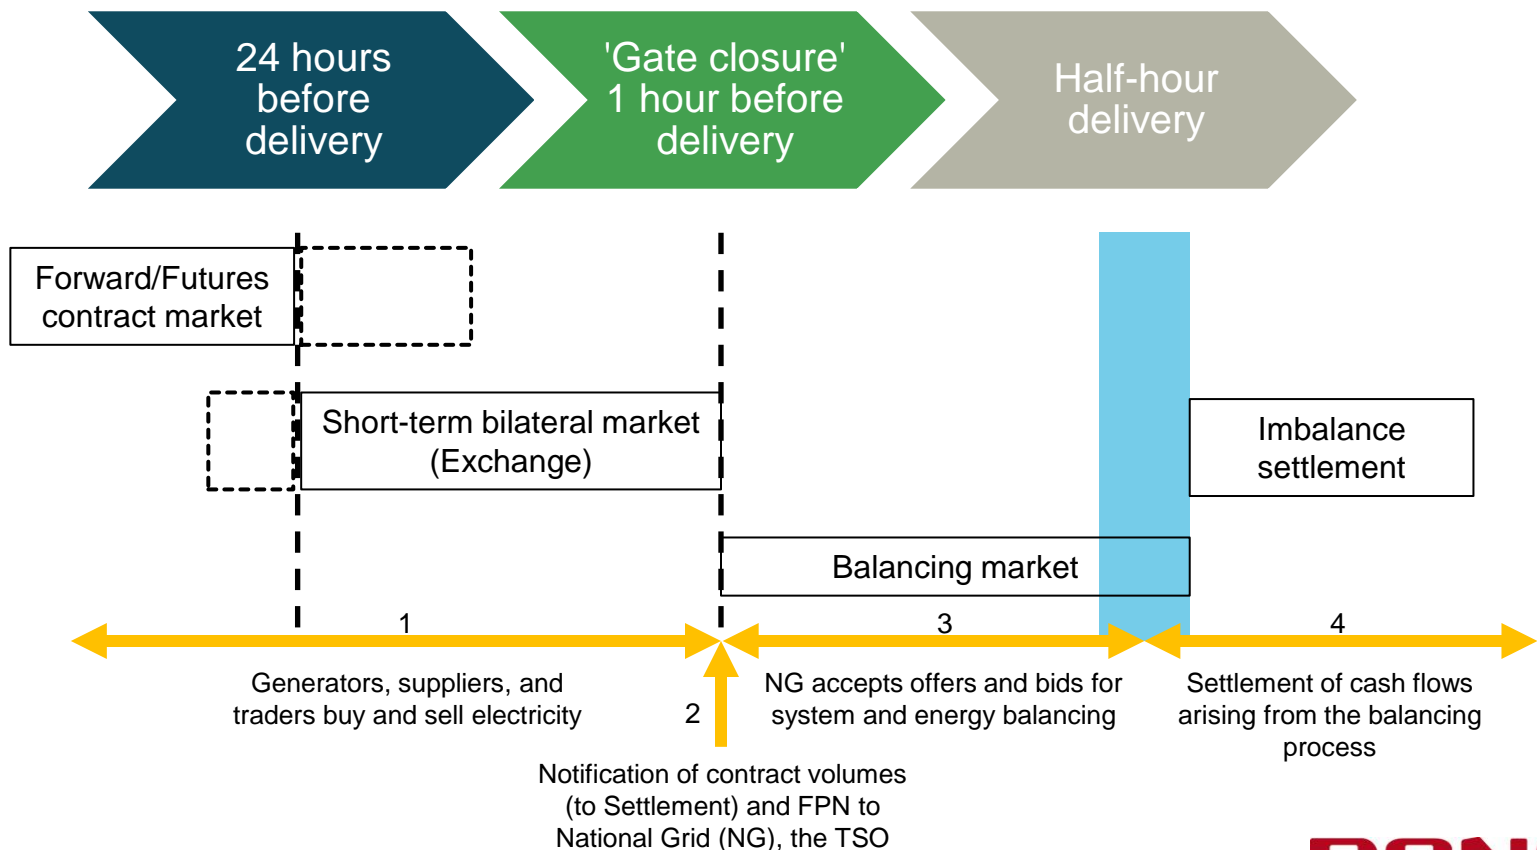 24 hours
before
delivery
'Gate closure'
1 hour before
delivery
Half-hour
delivery
Forward/Futures
contract market
Short-term bilateral market
(Exchange)
Imbalance
settlement
Balancing market
1
3
4
Generators, suppliers, and
traders buy and sell electricity
2
NG accepts offers and bids for
system and energy balancing
Settlement of cash flows
arising from the balancing
process
Notification of contract volumes
(to Settlement) and FPN to
National Grid (NG), the TSO